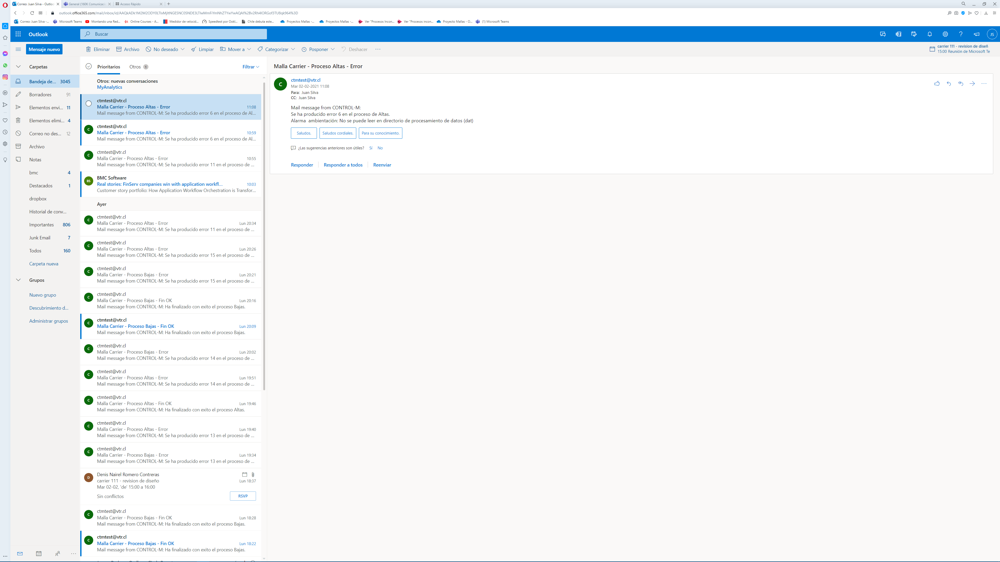 Correo: Juan Silva - Outloo
General (160K Comunicaci
Acceso Rápido
outlook.office365.com/mail/inbox/id/
Correo: Juan Silva -...
Microsoft Teams
Montando una Red...
Online Courses - A...
Medidor de velocid...
Speedtest por Ookl...
Chile debuta este...
Proyectos Mallas -...
Proyectos Mallas -...
Ver "Procesos Incon...
Ver "Procesos incon...
Proyecto Mallas - O...
(1) Microsoft Teams
Outlook
Buscar
JS
Mensaje nuevo
Eliminar
Archivo
No deseado
Limpiar
Mover a
Categorizar
Posponer
Deshacer
carrier 111 - revision de diseñ
15:00 Reunión de Microsoft Te
Carpetas
Bandeja de... 3045
Borradores 91
Elementos envi... 11
Elementos elimi... 4
Correo no des... 12
Archivo
Notas
bmc 4
Destacados 1
dropbox
Historial de conv...
Importantes 806
Junk Email 7
Todos 160
Carpeta nueva
Grupos
Nuevo grupo
Descubrimiento d...
Administrar grupos
Prioritarios
Otros 1
Filtrar
Otros: nuevas conversaciones
MyAnalytics
ctmtest@vtr.cl
Malla Carrier - Proceso Altas - Error 11:08
Mail message from CONTROL-M: Se ha producido error 6 en el proceso de Al...
C
ctmtest@vtr.cl
Malla Carrier - Proceso Altas - Error 10:59
Mail message from CONTROL-M: Se ha producido error 6 en el proceso de Al...
C
ctmtest@vtr.cl
Malla Carrier - Proceso Altas - Error 10:55
Mail message from CONTROL-M: Se ha producido error 11 en el proceso de ...
BS
BMC Software
Real stories: FinServ companies win with application workfl... 10:03
Customer story portfolio: How Application Workflow Orchestration is Transfor...
Ayer
C
ctmtest@vtr.cl
Malla Carrier - Proceso Altas - Error Lun 20:34
Mail message from CONTROL-M: Se ha producido error 11 en el proceso de ...
C
ctmtest@vtr.cl
Malla Carrier - Proceso Altas - Error Lun 20:26
Mail message from CONTROL-M: Se ha producido error 15 en el proceso de ...
C
ctmtest@vtr.cl
Malla Carrier - Proceso Bajas - Error Lun 20:21
Mail message from CONTROL-M: Se ha producido error 15 en el proceso de ...
C
ctmtest@vtr.cl
Malla Carrier - Proceso Bajas - Fin OK Lun 20:16
Mail message from CONTROL-M: Ha finalizado con exito el proceso Bajas.
C
ctmtest@vtr.cl
Malla Carrier - Proceso Bajas - Fin OK Lun 20:09
Mail message from CONTROL-M: Ha finalizado con exito el proceso Bajas.
C
ctmtest@vtr.cl
Malla Carrier - Proceso Bajas - Error Lun 20:02
Mail message from CONTROL-M: Se ha producido error 14 en el proceso de ...
C
ctmtest@vtr.cl
Malla Carrier - Proceso Altas - Error Lun 19:51
Mail message from CONTROL-M: Se ha producido error 14 en el proceso de ...
C
ctmtest@vtr.cl
Malla Carrier - Proceso Altas - Fin OK Lun 19:46
Mail message from CONTROL-M: Ha finalizado con exito el proceso Altas.
C
ctmtest@vtr.cl
Malla Carrier - Proceso Altas - Error Lun 19:40
Mail message from CONTROL-M: Se ha producido error 13 en el proceso de ...
C
ctmtest@vtr.cl
Malla Carrier - Proceso Bajas - Error Lun 19:34
Mail message from CONTROL-M: Se ha producido error 13 en el proceso de ...
D
Denis Nairel Romero Contreras
carrier 111 - revision de diseño Lun 18:37
Mar 02-02, 'de' 15:00 a 16:00
Sin conflictos RSVP
C
ctmtest@vtr.cl
Malla Carrier - Proceso Bajas - Fin OK Lun 18:28
Mail message from CONTROL-M: Ha finalizado con exito el proceso Bajas.
C
ctmtest@vtr.cl
Malla Carrier - Proceso Bajas - Fin OK Lun 18:22
Mail message from CONTROL-M: Ha finalizado con exito el proceso Bajas.
Malla Carrier - Proceso Altas - Error
C
ctmtest@vtr.cl
Mar 02-02-2021 11:08
Para: Juan Silva
CC: Juan Silva
Mail message from CONTROL-M:
Se ha producido error 6 en el proceso de Altas.
Alarma ambientación: No se puede leer en directorio de procesamiento de datos (dat)
Saludos.
Saludos cordiales.
Para su conocimiento.
¿Las sugerencias anteriores son útiles? Sí No
Responder
Responder a todos
Reenviar